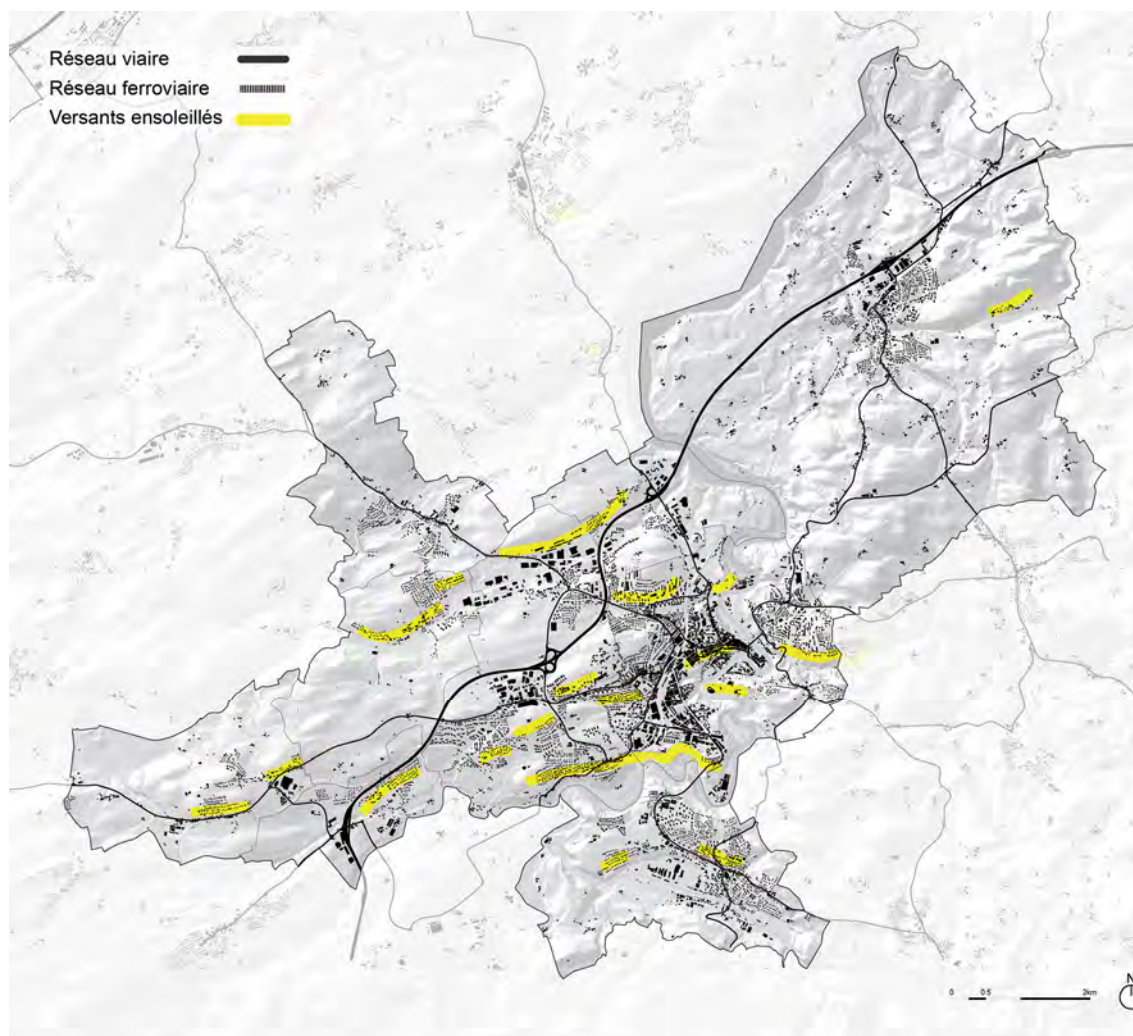 Réseau viaire
Réseau ferroviaire
Versants ensoleillés
N
0 0.5 2km